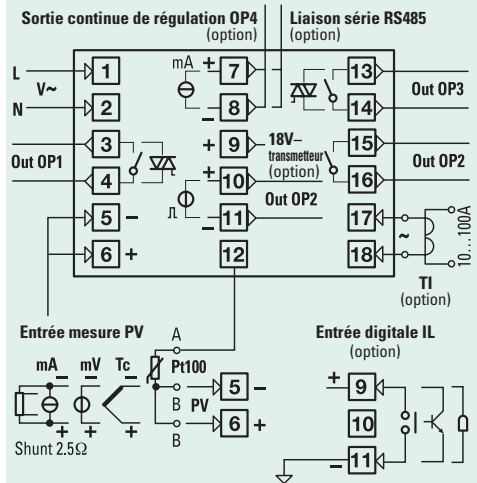 Sortie continue de régulation OP4
(option)
Liaison série RS485
(option)
L
V~
N
1
2
mA
+
7
8
−
13
14
Out OP3
Out OP1
3
4
+
9
18V–
transmetteur
(option)
+
10
11
−
Out OP2
15
16
Out OP2
5
−
6
+
12
17
18
~
10...100A
TI
(option)
Entrée mesure PV
mA
mV
Tc
−
−
−
+
+
+
Shunt 2.5Ω
A
Pt100
B
PV
B
5
−
6
+
Entrée digitale IL
(option)
+
9
10
−
11